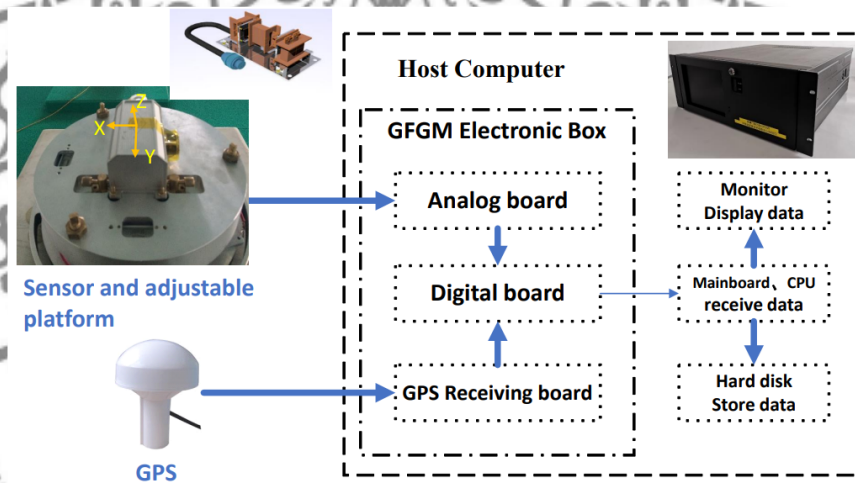 Host Computer
GFGM Electronic Box
Z
X
Y
Analog board
Monitor
Display data
Sensor and adjustable
platform
Digital board
Mainboard、CPU
receive data
GPS Receiving board
Hard disk
Store data
GPS